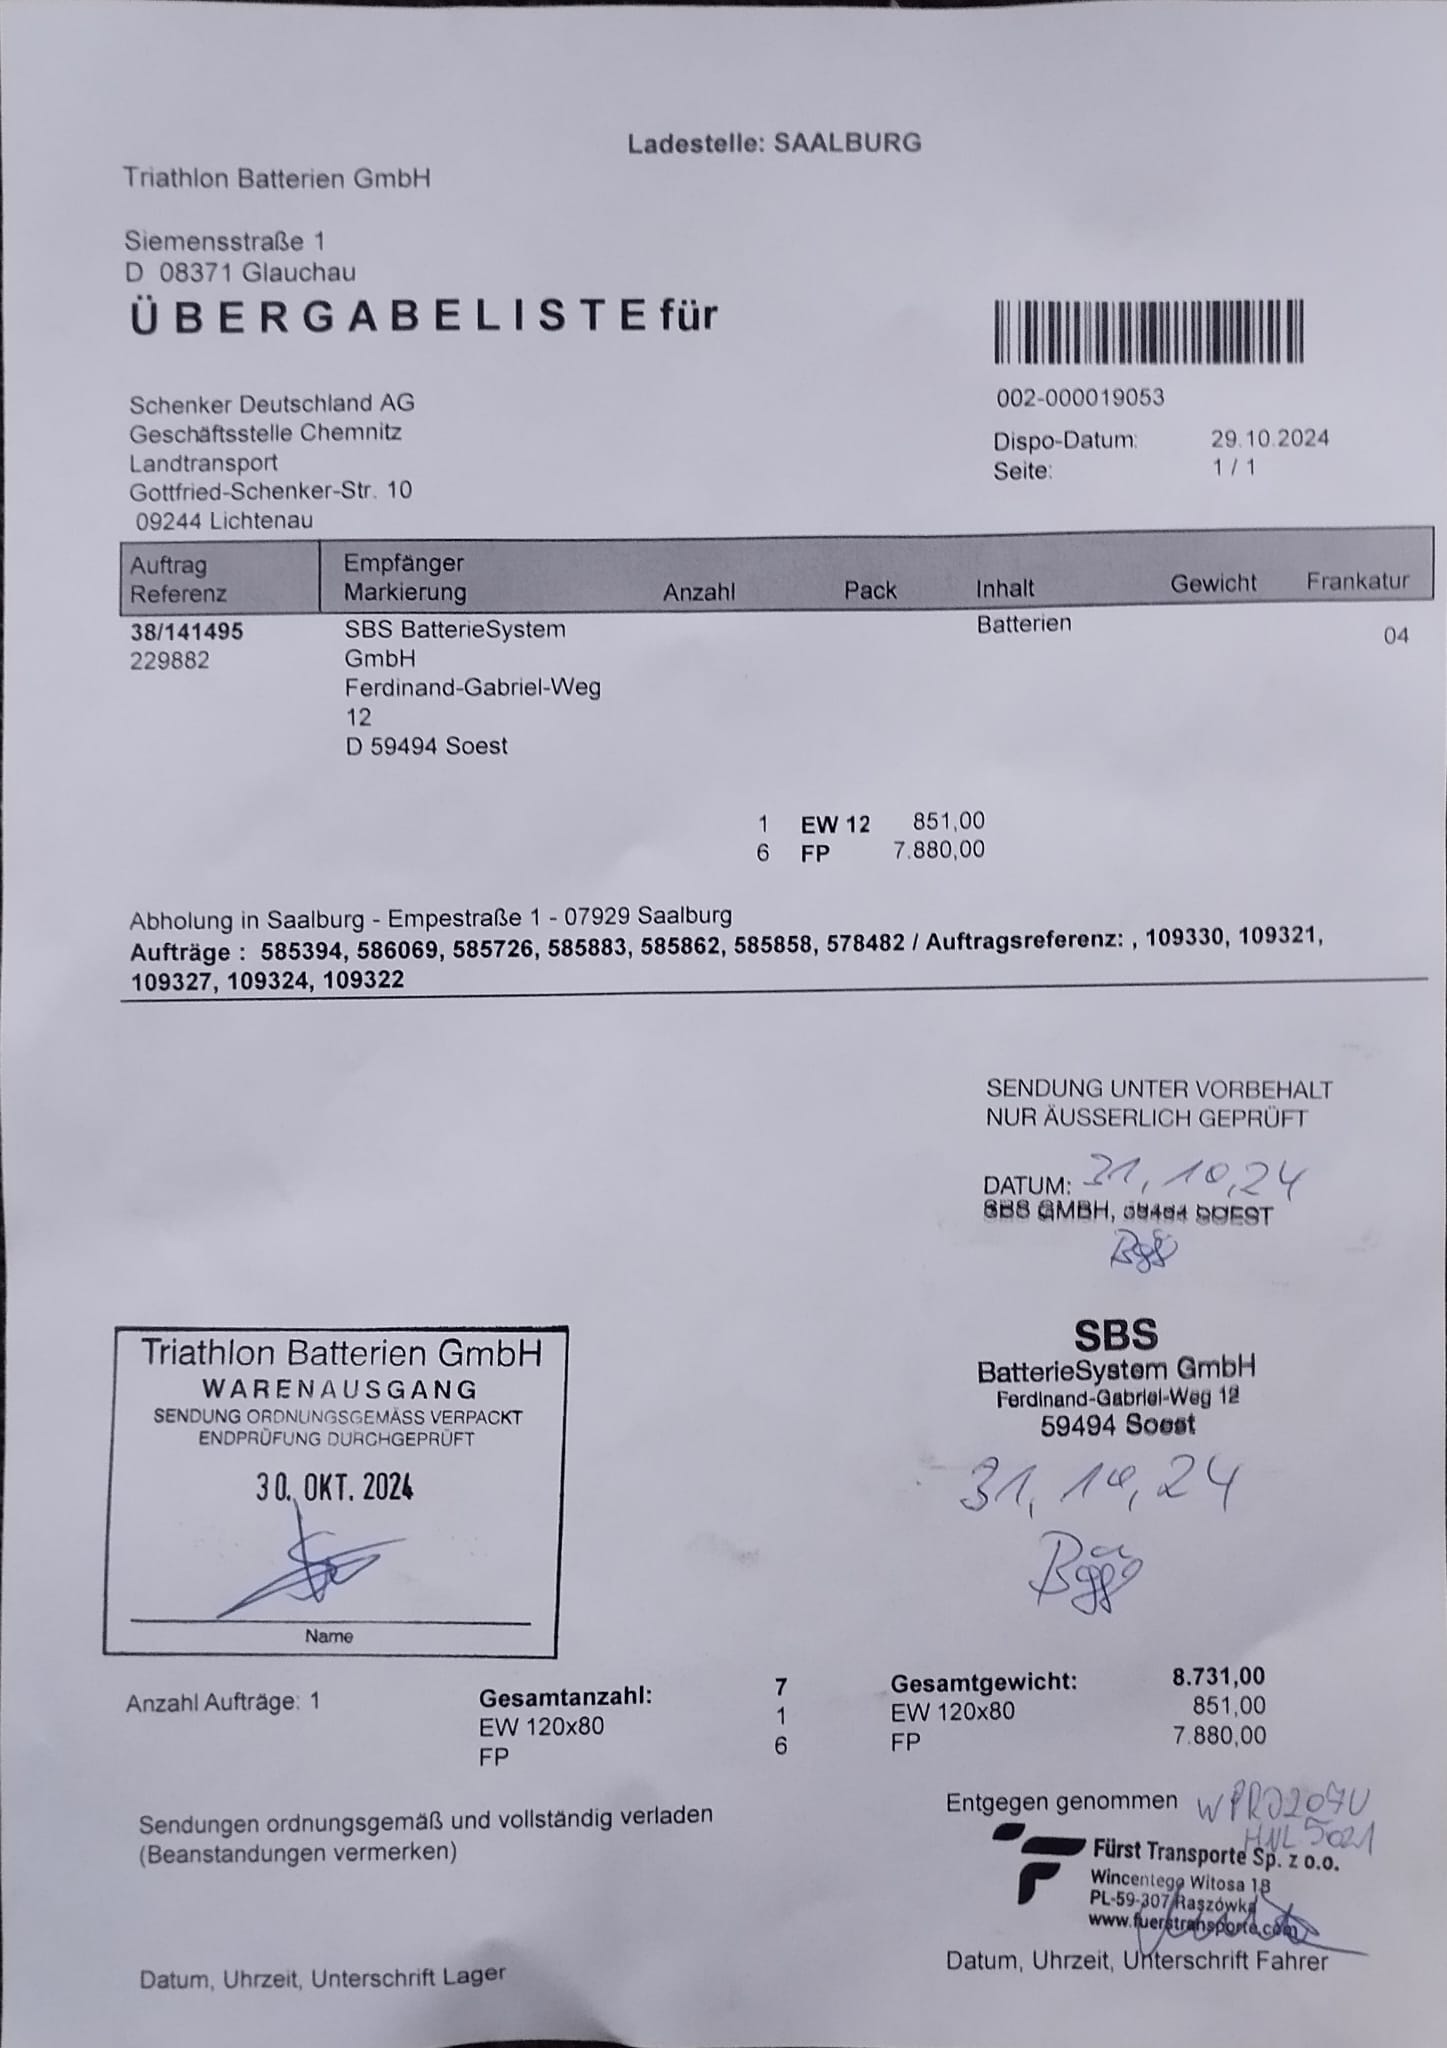 Ladestelle: SAALBURG
Triathlon Batterien GmbH
Siemensstraße 1
D 08371 Glauchau
ÜBERGABELISTE für
002-000019053
Schenker Deutschland AG
Geschäftsstelle Chemnitz
Landtransport
Gottfried-Schenker-Str. 10
09244 Lichtenau
Dispo-Datum: 29.10.2024
Seite: 1 / 1
Auftrag Empfänger
Referenz Markierung Anzahl Pack Inhalt Gewicht Frankatur
38/141495 SBS BatterieSystem Batterien 04
229882 GmbH
Ferdinand-Gabriel-Weg
12
D 59494 Soest
1 EW 12 851,00
6 FP 7.880,00
Abholung in Saalburg - Empestraße 1 - 07929 Saalburg
Aufträge : 585394, 586069, 585726, 585883, 585862, 585858, 578482 / Auftragsreferenz: , 109330, 109321,
109327, 109324, 109322
SENDUNG UNTER VORBEHALT
NUR ÄUSSERLICH GEPRÜFT
DATUM: 31,10,24
SBS GMBH, 59494 SOEST
Triathlon Batterien GmbH
WARENAUSGANG
SENDUNG ORDNUNGSGEMÄSS VERPACKT
ENDPRÜFUNG DURCHGEPRÜFT
30. OKT. 2024
Name
SBS
BatterieSystem GmbH
Ferdinand-Gabriel-Weg 12
59494 Soest
31,10,24
Anzahl Aufträge: 1
Gesamtanzahl: 7 Gesamtgewicht: 8.731,00
EW 120x80 1 EW 120x80 851,00
FP 6 FP 7.880,00
Sendungen ordnungsgemäß und vollständig verladen
(Beanstandungen vermerken)
Entgegen genommen
HNL 5021
Fürst Transporte Sp. z o.o.
Wincentego Witosa 18
PL-59-307 Raszówka
www.fuerstransporte.com
Datum, Uhrzeit, Unterschrift Lager
Datum, Uhrzeit, Unterschrift Fahrer